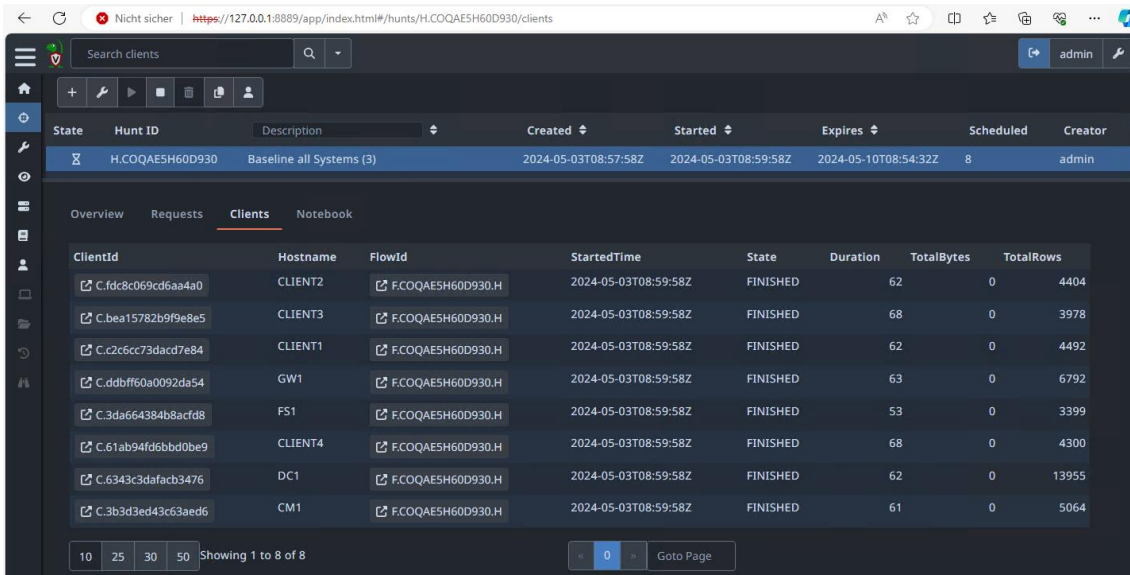 Nicht sicher https://127.0.0.1:8889/app/index.html#/hunts/H.COQAE5H60D930/clients
Search clients admin
State Hunt ID Description Created Started Expires Scheduled Creator
H.COQAE5H60D930 Baseline all Systems (3) 2024-05-03T08:57:58Z 2024-05-03T08:59:58Z 2024-05-10T08:54:32Z 8 admin
Overview Requests Clients Notebook
ClientId Hostname FlowId StartedTime State Duration TotalBytes TotalRows
C.fdc8c069cd6aa4a0 CLIENT2 F.COQAE5H60D930.H 2024-05-03T08:59:58Z FINISHED 62 0 4404
C.bea15782b9f9e8e5 CLIENT3 F.COQAE5H60D930.H 2024-05-03T08:59:58Z FINISHED 68 0 3978
C.c2c6cc73dacd7e84 CLIENT1 F.COQAE5H60D930.H 2024-05-03T08:59:58Z FINISHED 62 0 4492
C.ddbff60a0092da54 GW1 F.COQAE5H60D930.H 2024-05-03T08:59:58Z FINISHED 63 0 6792
C.3da664384b8acfd8 FS1 F.COQAE5H60D930.H 2024-05-03T08:59:58Z FINISHED 53 0 3399
C.61ab94fd6bbd0be9 CLIENT4 F.COQAE5H60D930.H 2024-05-03T08:59:58Z FINISHED 68 0 4300
C.6343c3dafacb3476 DC1 F.COQAE5H60D930.H 2024-05-03T08:59:58Z FINISHED 62 0 13955
C.3b3d3ed43c63aed6 CM1 F.COQAE5H60D930.H 2024-05-03T08:59:58Z FINISHED 61 0 5064
10 25 30 50 Showing 1 to 8 of 8 « 0 » Goto Page